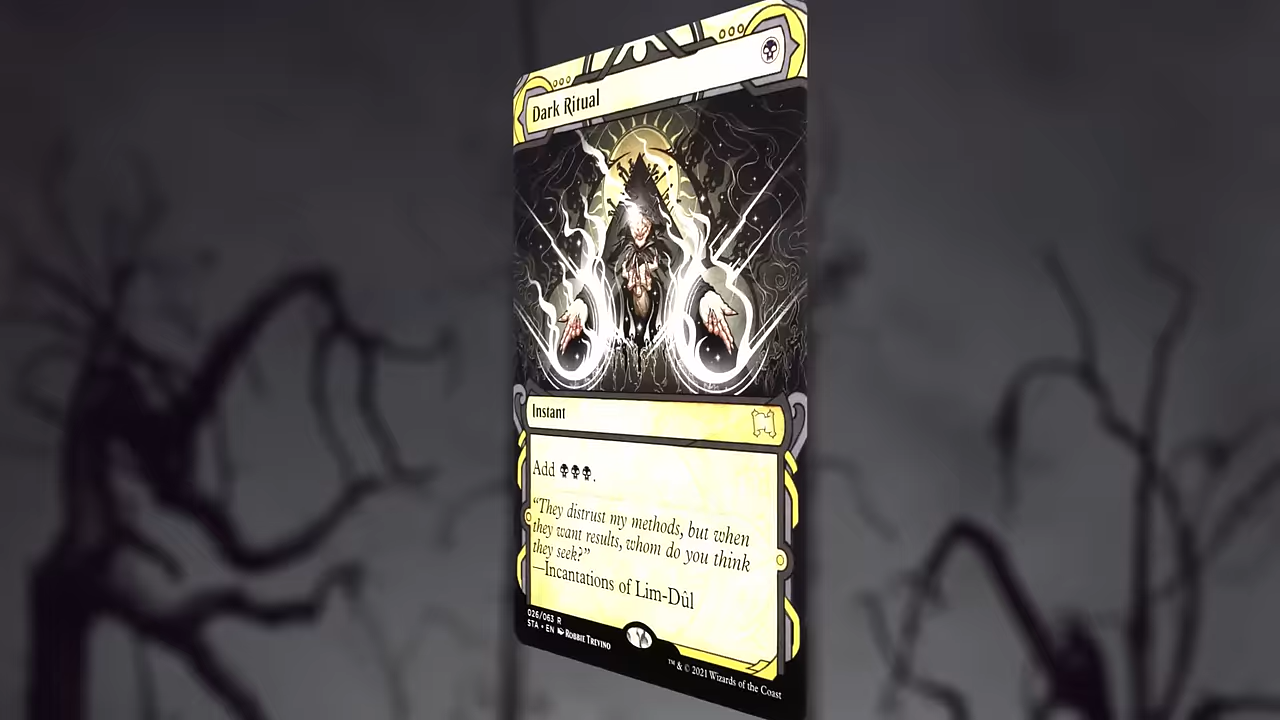 Dark Ritual
Instant
Add
“They distrust my methods, but when
they want results, whom do you think
they seek?”
—Incantations of Lim-Dûl
026/063 R
STA • EN Robbie Trevino
™ & © 2021 Wizards of the Coast